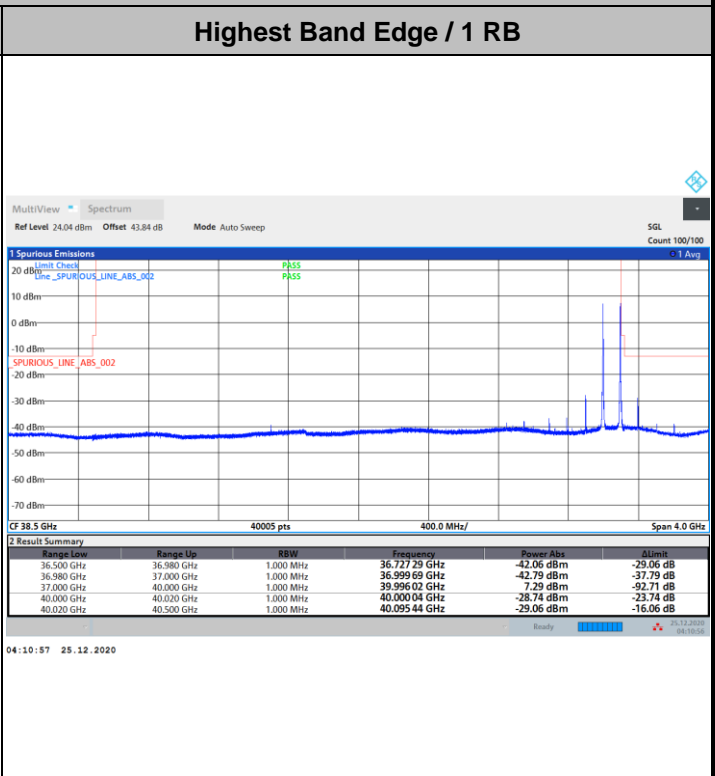 Highest Band Edge / 1 RB
MultiView Spectrum
Ref Level 24.04 dBm Offset 43.84 dB Mode Auto Sweep SGL
Count 100/100
1 Spurious Emissions 1 Avg
Limit Check PASS
20 dBm
Line _SPURIOUS_LINE_ABS_002 PASS
10 dBm
0 dBm
-10 dBm
_SPURIOUS_LINE_ABS_002
-20 dBm
-30 dBm
-40 dBm
-50 dBm
-60 dBm
-70 dBm
CF 38.5 GHz 40005 pts 400.0 MHz/ Span 4.0 GHz
2 Result Summary
Range Low Range Up RBW Frequency Power Abs ΔLimit
36.500 GHz 36.980 GHz 1.000 MHz 36.727 29 GHz -42.06 dBm -29.06 dB
36.980 GHz 37.000 GHz 1.000 MHz 36.999 69 GHz -42.79 dBm -37.79 dB
37.000 GHz 40.000 GHz 1.000 MHz 39.996 02 GHz 7.29 dBm -92.71 dB
40.000 GHz 40.020 GHz 1.000 MHz 40.000 04 GHz -28.74 dBm -23.74 dB
40.020 GHz 40.500 GHz 1.000 MHz 40.095 44 GHz -29.06 dBm -16.06 dB
Ready 25.12.2020
04:10:56
04:10:57 25.12.2020